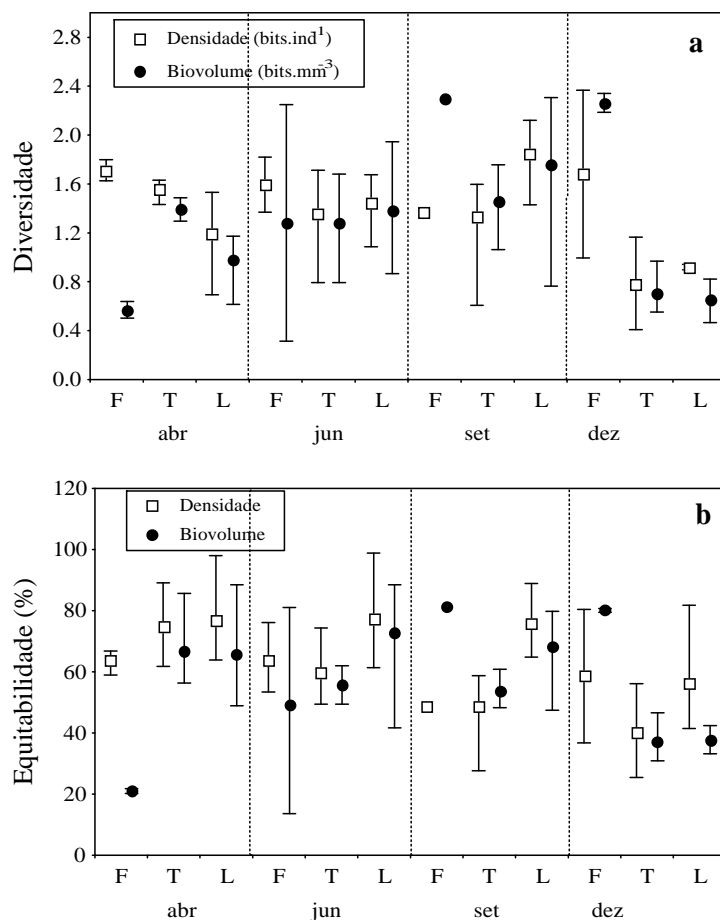 2.8
2.4
2.0
1.6
1.2
0.8
0.4
0.0
Diversidade
Densidade (bits.ind-1)
Biovolume (bits.mm-3)
a
F T L F T L F T L F T L
abr jun set dez
120
100
80
60
40
20
0
Equitabilidade (%)
Densidade
Biovolume
b
F T L F T L F T L F T L
abr jun set dez